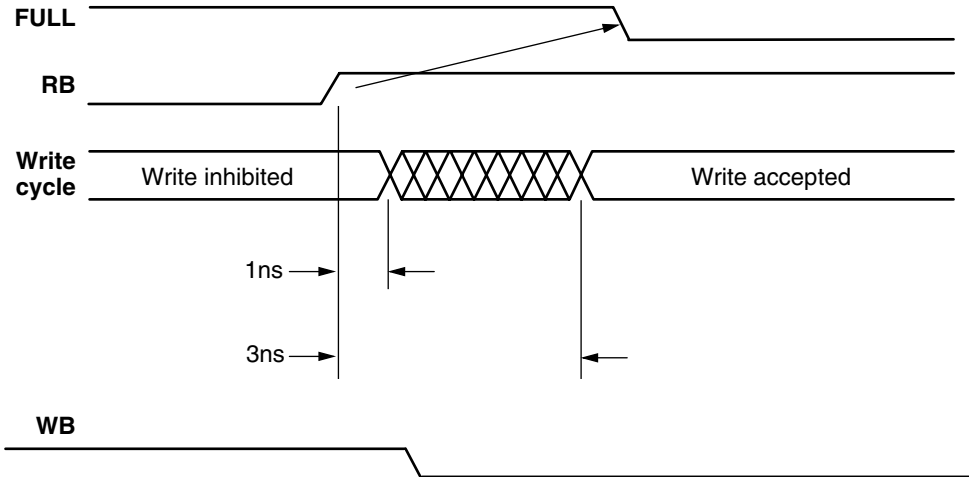 FULL
RB
Write
cycle
Write inhibited
Write accepted
1ns
3ns
WB